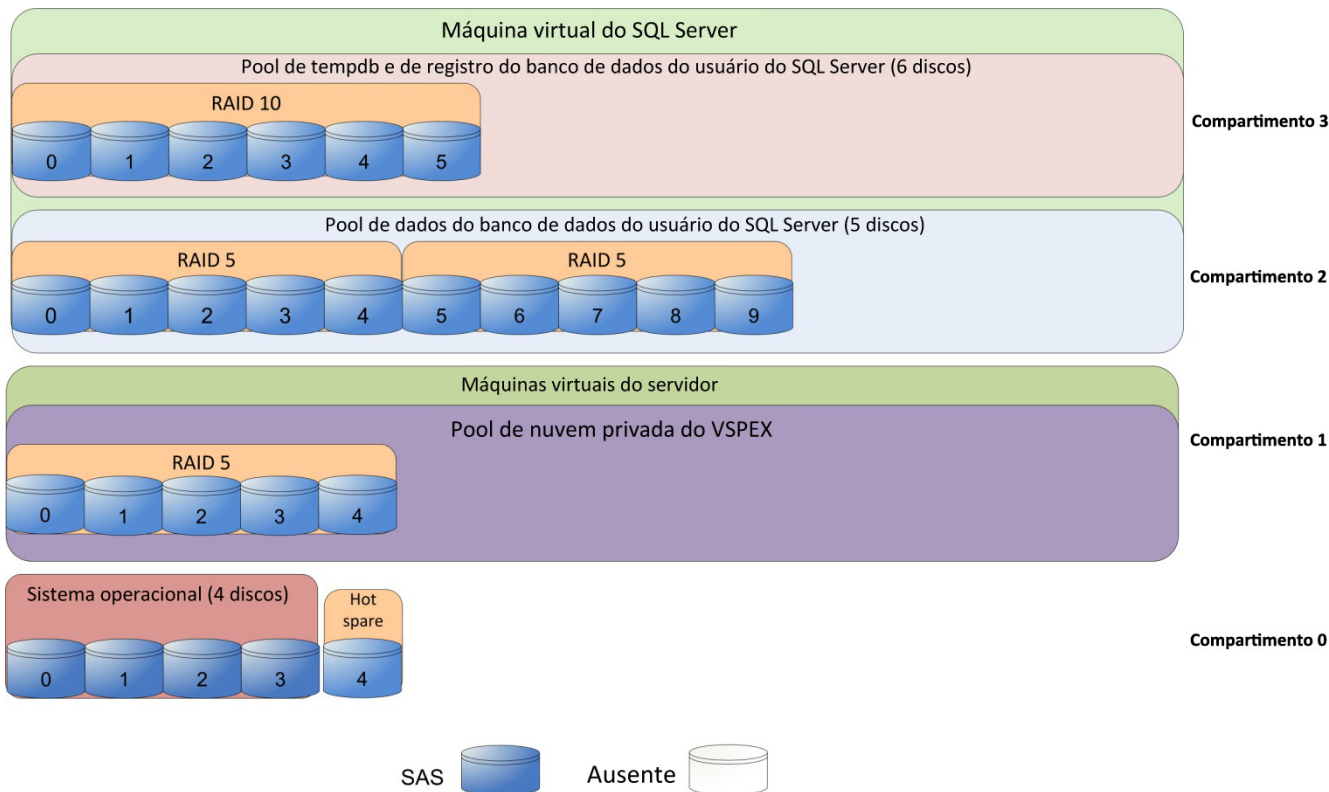 Máquina virtual do SQL Server
Pool de tempdb e de registro do banco de dados do usuário do SQL Server (6 discos)
RAID 10
0 1 2 3 4 5
Compartimento 3
Pool de dados do banco de dados do usuário do SQL Server (5 discos)
RAID 5 RAID 5
0 1 2 3 4 5 6 7 8 9
Compartimento 2
Máquinas virtuais do servidor
Pool de nuvem privada do VSPEX
RAID 5
0 1 2 3 4
Compartimento 1
Sistema operacional (4 discos)
Hot
spare
0 1 2 3 4
Compartimento 0
SAS Ausente